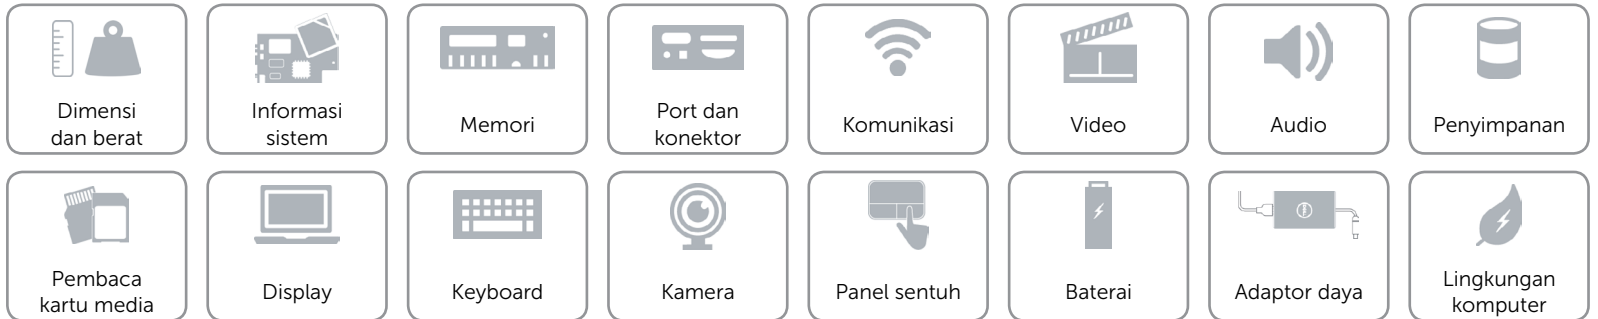 Dimensi
dan berat
Informasi
sistem
Memori
Port dan
konektor
Komunikasi
Video
Audio
Penyimpanan
Pembaca
kartu media
Display
Keyboard
Kamera
Panel sentuh
Baterai
Adaptor daya
Lingkungan
komputer